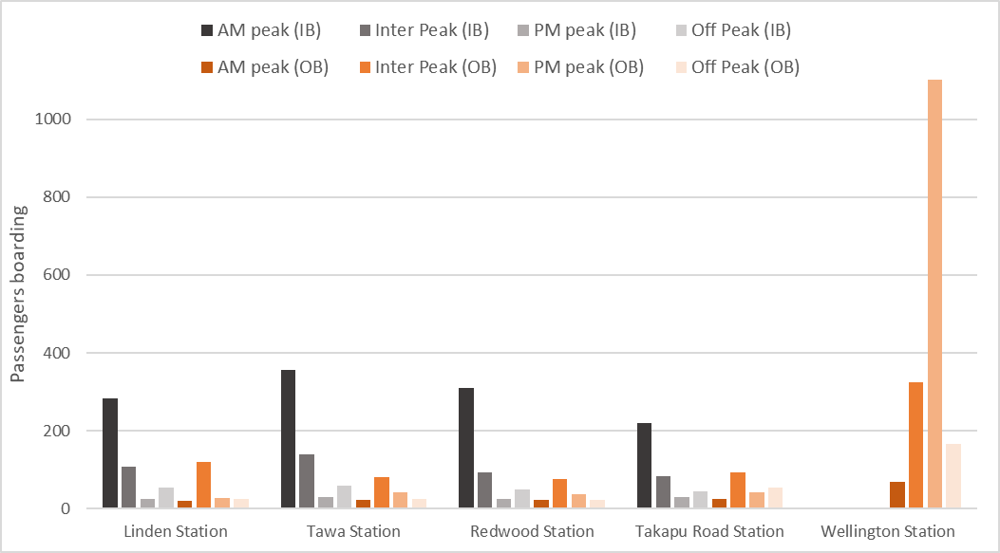 AM peak (IB) Inter Peak (IB) PM peak (IB) Off Peak (IB)
AM peak (OB) Inter Peak (OB) PM peak (OB) Off Peak (OB)
Passengers boarding
1000
800
600
400
200
0
Linden Station Tawa Station Redwood Station Takapu Road Station Wellington Station